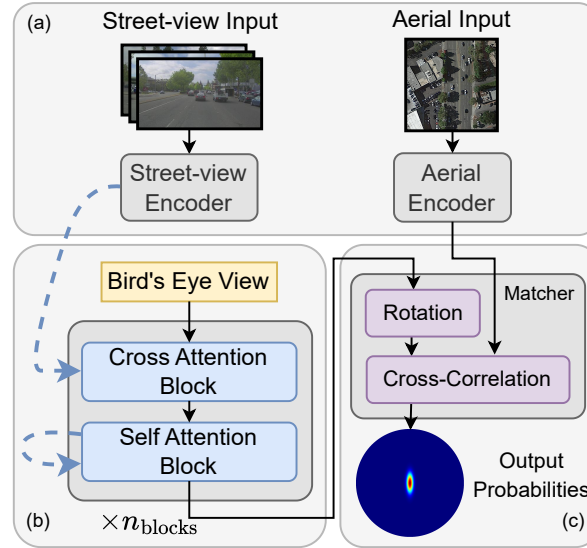 (a)
Street-view Input
Aerial Input
Street-view
Encoder
Aerial
Encoder
Bird's Eye View
Cross Attention
Block
Self Attention
Block
(b)
×n_blocks
Matcher
Rotation
Cross-Correlation
Output
Probabilities
(c)